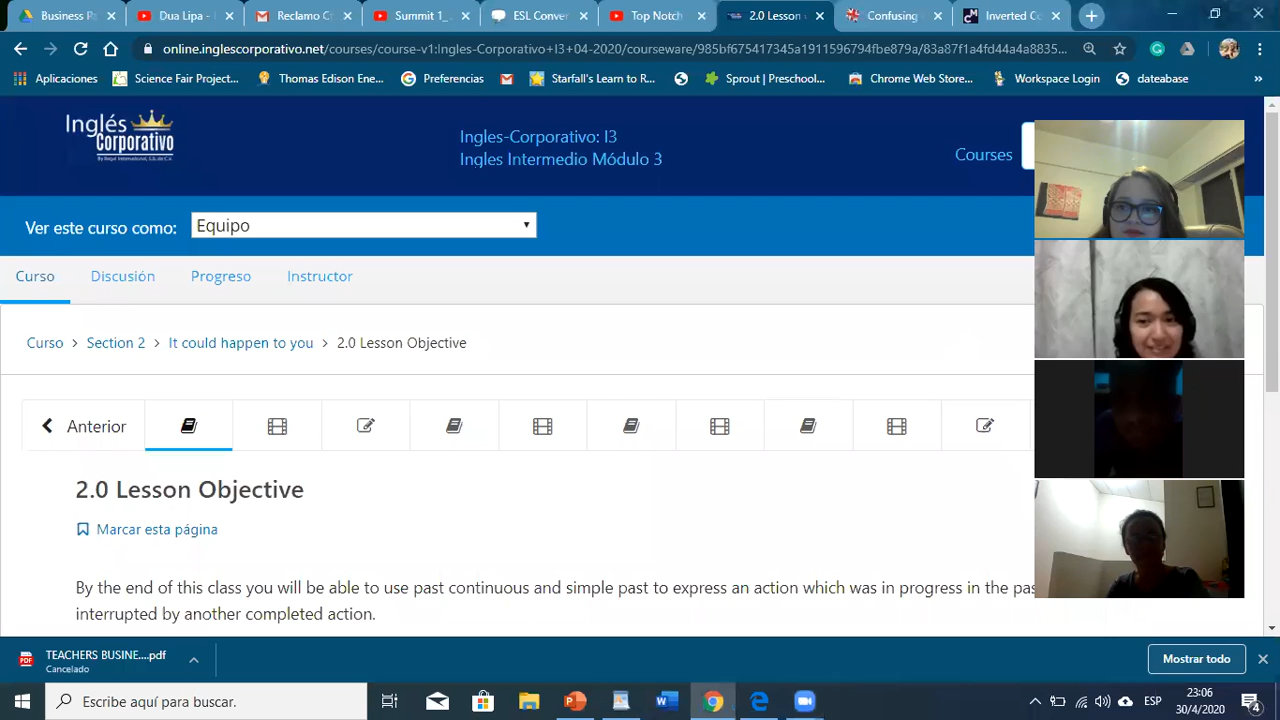 Business P
Dua Lipa -
Reclamo C
Summit 1_
ESL Conver
Top Notch
2.0 Lesson
Confusing
Inverted Co
online.inglescorporativo.net/courses/course-v1:Ingles-Corporativo+I3+04-2020/courseware/985bf675417345a1911596794fbe879a/83a87f1a4fd44a4a8835...
Aplicaciones
Science Fair Project...
Thomas Edison Ene...
Preferencias
Starfall's Learn to R...
Sprout | Preschool...
Chrome Web Store...
Workspace Login
dateabase
»
Inglés
Corporativo
Ingles-Corporativo: I3
Ingles Intermedio Módulo 3
Courses
Ver este curso como:
Equipo
Curso
Discusión
Progreso
Instructor
Curso > Section 2 > It could happen to you > 2.0 Lesson Objective
Anterior
2.0 Lesson Objective
Marcar esta página
By the end of this class you will be able to use past continuous and simple past to express an action which was in progress in the pas
interrupted by another completed action.
TEACHERS BUSINE....pdf
Cancelado
Mostrar todo
Escribe aquí para buscar.
ESP
23:06
30/4/2020
4